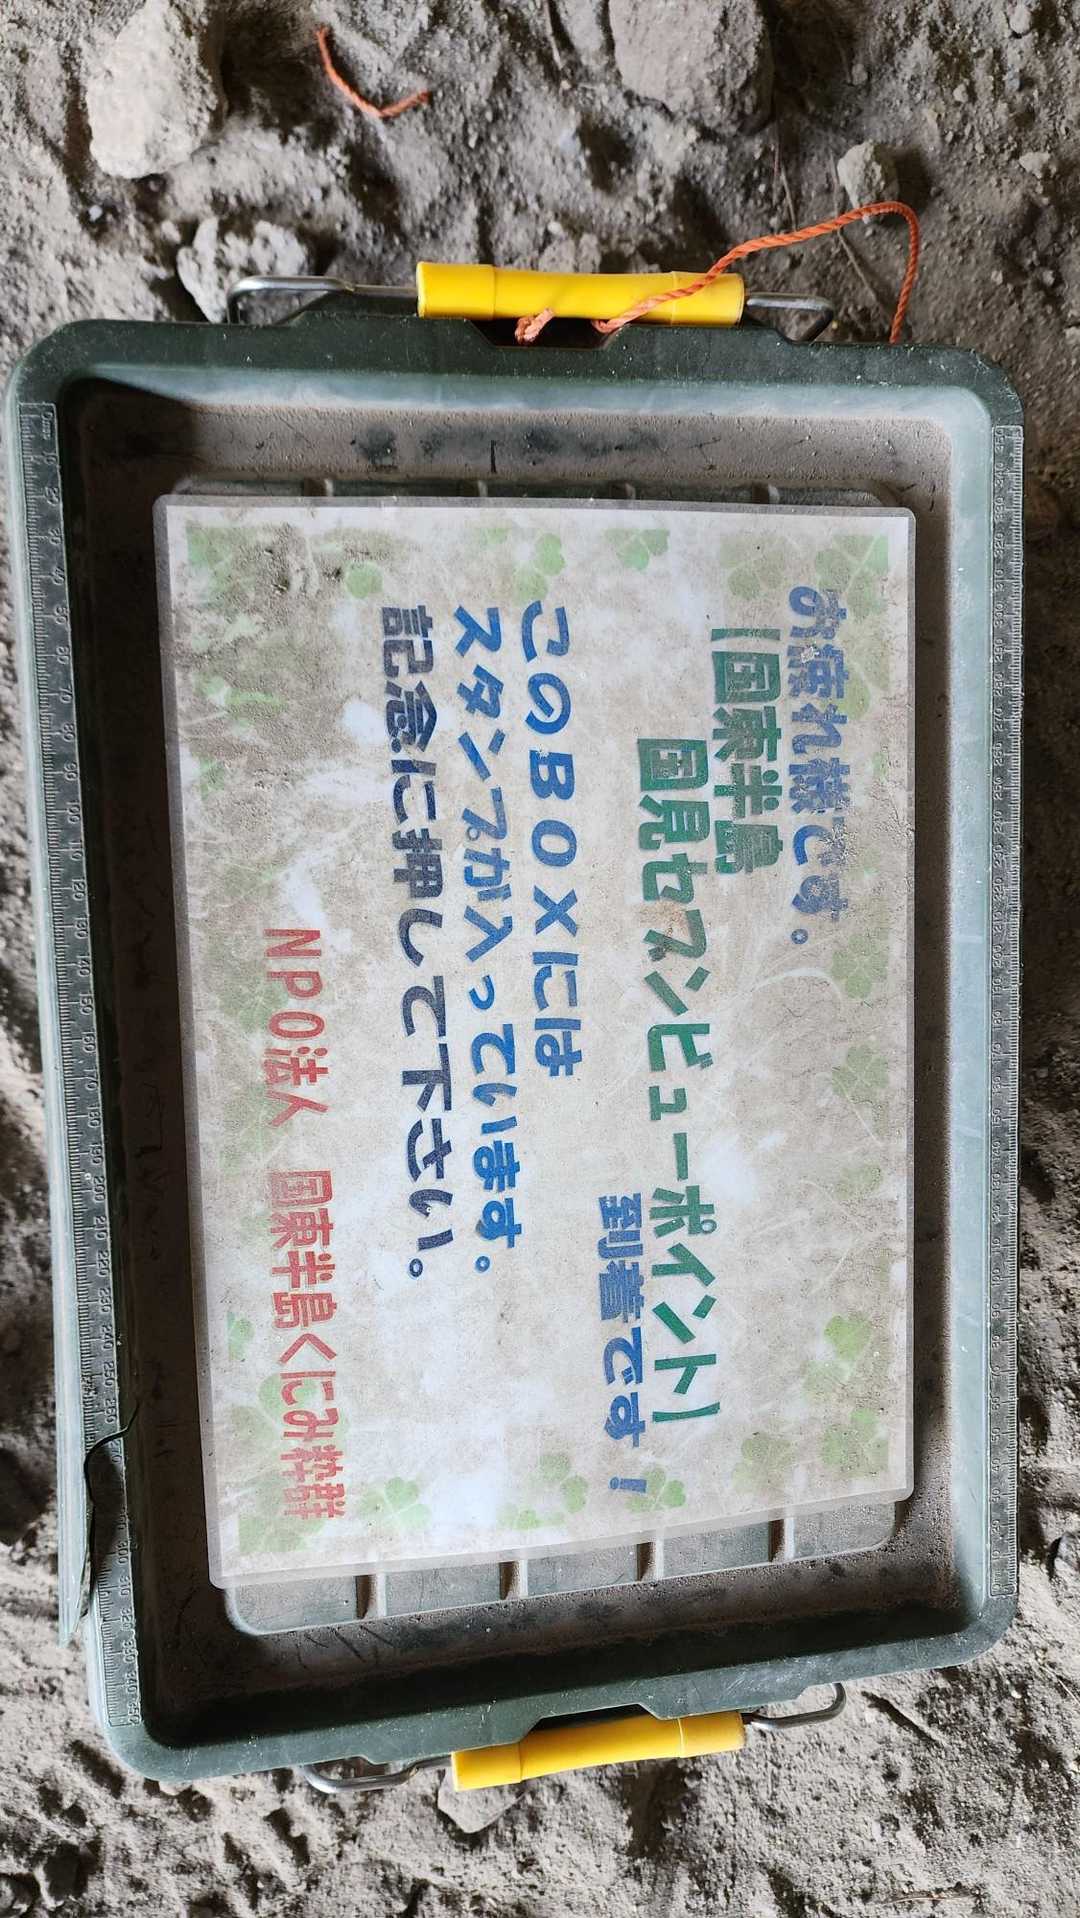 お疲れ様です。
「国東半島
国見セブンビューポイント」
到着です！
このBOXには
スタンプが入っています。
記念に押して下さい。
NPO法人 国東半島くにみ粋群